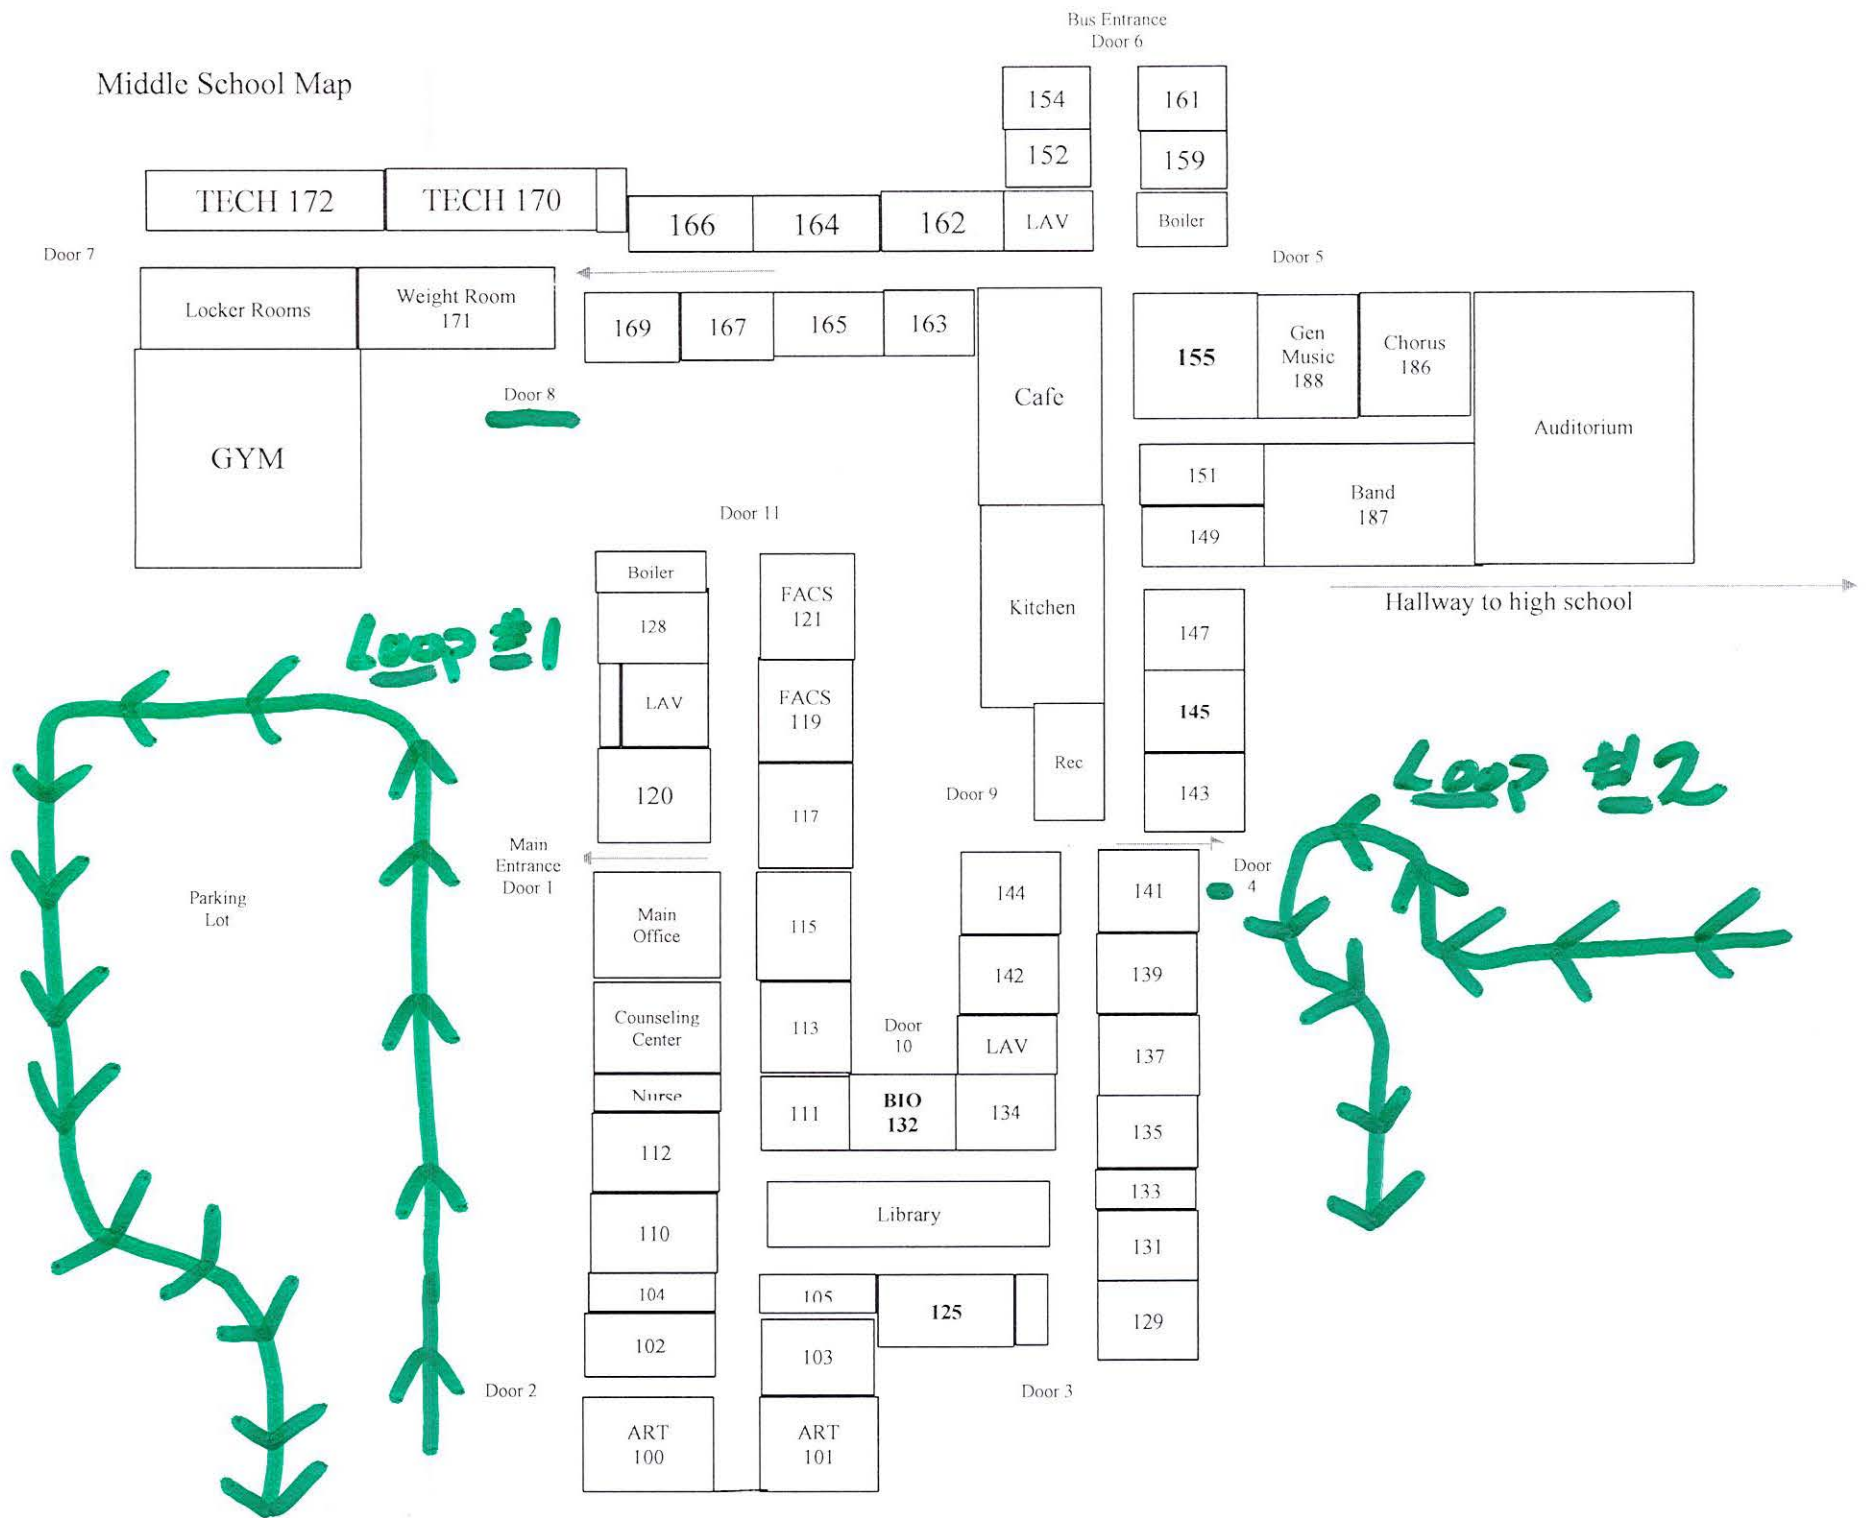 Bus Entrance
Door 6
Middle School Map
154
161
152
159
TECH 172
TECH 170
166
164
162
LAV
Boiler
Door 7
Door 5
Locker Rooms
Weight Room
171
169
167
165
163
Cafe
155
Gen
Music
188
Chorus
186
Auditorium
Door 8
GYM
151
Band
187
149
Door 11
Boiler
128
FACS
121
Kitchen
Hallway to high school
147
Loop #1
LAV
FACS
119
145
Rec
120
117
Door 9
143
Loop #2
Main
Entrance
Door 1
Parking
Lot
Main
Office
115
144
141
Door
4
142
139
Counseling
Center
113
Door
10
LAV
137
Nurse
111
BIO
132
134
112
135
133
110
Library
131
104
105
125
129
102
103
Door 2
Door 3
ART
100
ART
101